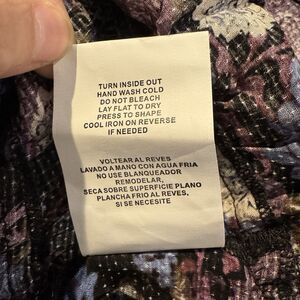 TURN INSIDE OUT
HAND WASH COLD
DO NOT BLEACH
LAY FLAT TO DRY
PRESS TO SHAPE
COOL IRON ON REVERSE
IF NEEDED
VOLTEAR AL REVES
LAVADO A MANO CON AGUA FRIA
NO USE BLANQUEADOR
REMODELAR,
SECA SOBRE SUPERFICIE PLANO
PLANCHA FRIO AL REVES,
SI SE NECESITE